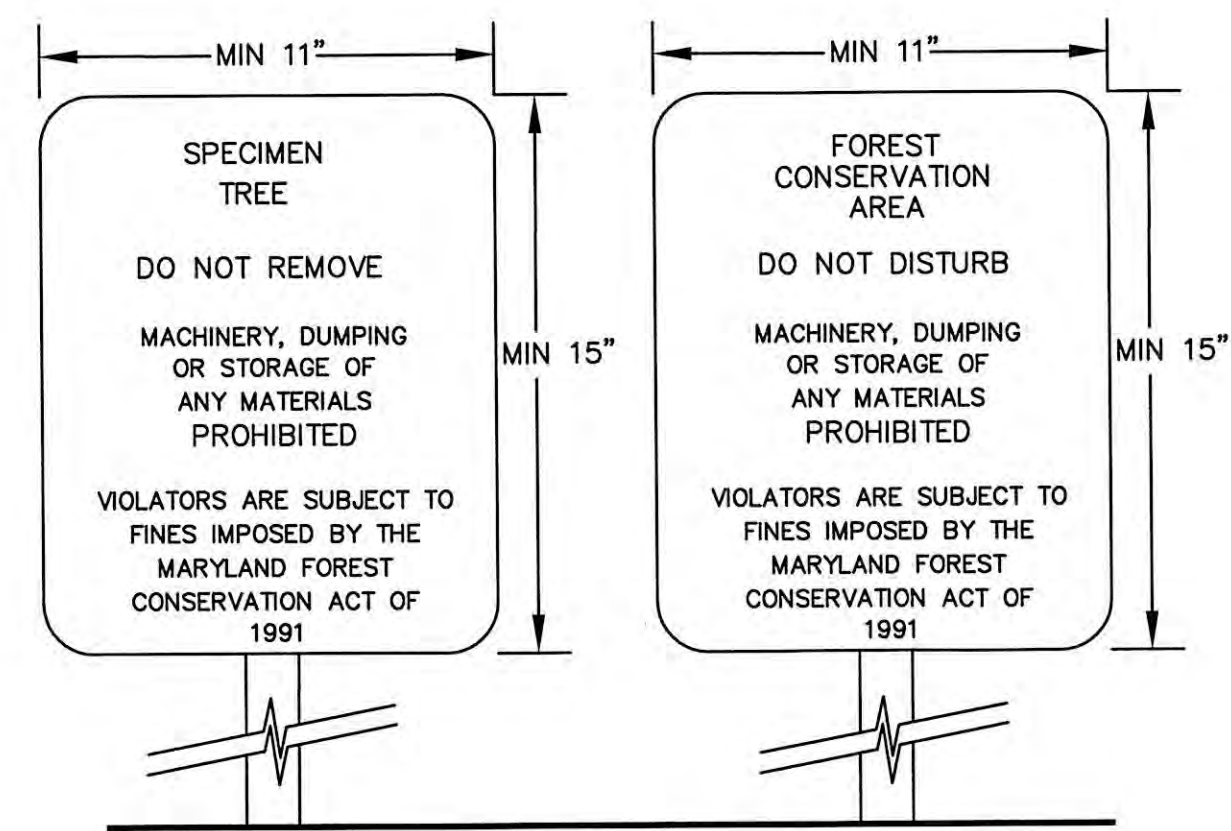 MIN 11”
SPECIMEN
TREE
DO NOT REMOVE
MACHINERY, DUMPING
OR STORAGE OF
ANY MATERIALS
PROHIBITED
VIOLATORS ARE SUBJECT TO
FINES IMPOSED BY THE
MARYLAND FOREST
CONSERVATION ACT OF
1991
MIN 15”
MIN 11”
FOREST
CONSERVATION
AREA
DO NOT DISTURB
MACHINERY, DUMPING
OR STORAGE OF
ANY MATERIALS
PROHIBITED
VIOLATORS ARE SUBJECT TO
FINES IMPOSED BY THE
MARYLAND FOREST
CONSERVATION ACT OF
1991
MIN 15”